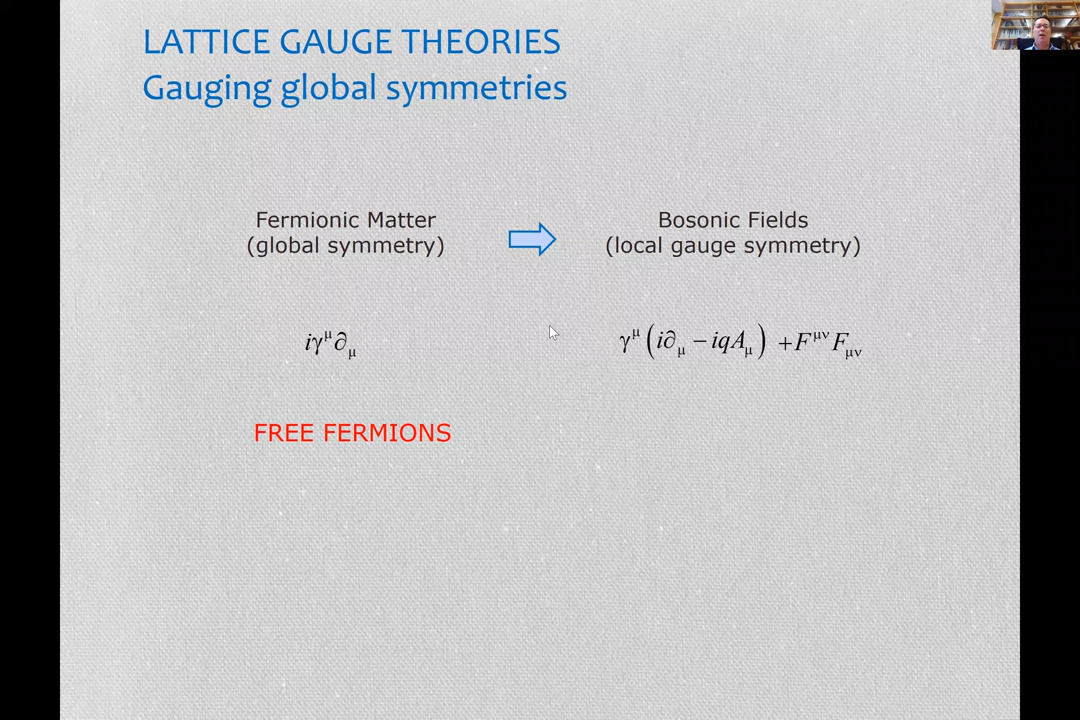 LATTICE GAUGE THEORIES
Gauging global symmetries
Fermionic Matter
(global symmetry)
Bosonic Fields
(local gauge symmetry)
iγ^μ∂_μ
γ^μ(i∂_μ − iqA_μ) + F^μν F_μν
FREE FERMIONS